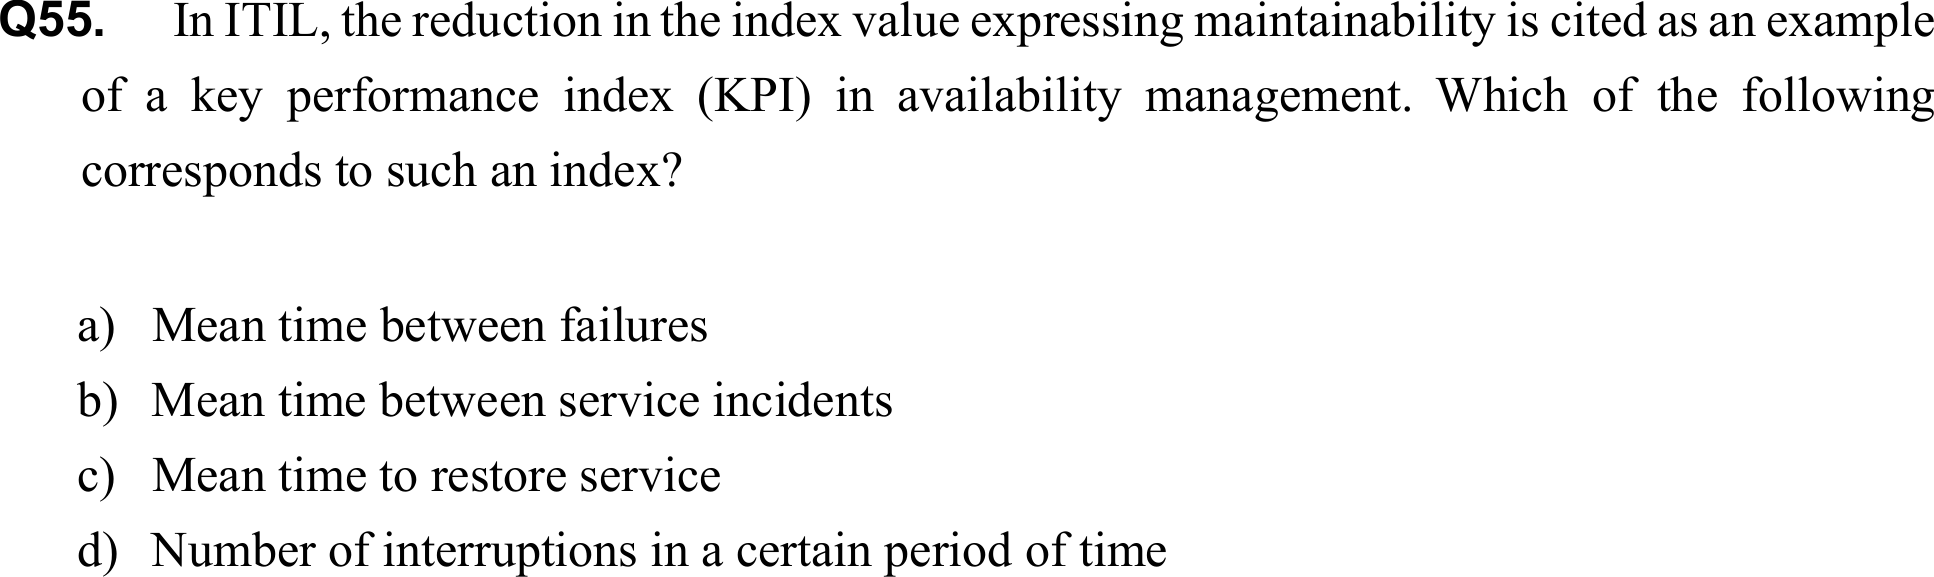 Q55. In ITIL, the reduction in the index value expressing maintainability is cited as an example
of a key performance index (KPI) in availability management. Which of the following
corresponds to such an index?
a) Mean time between failures
b) Mean time between service incidents
c) Mean time to restore service
d) Number of interruptions in a certain period of time